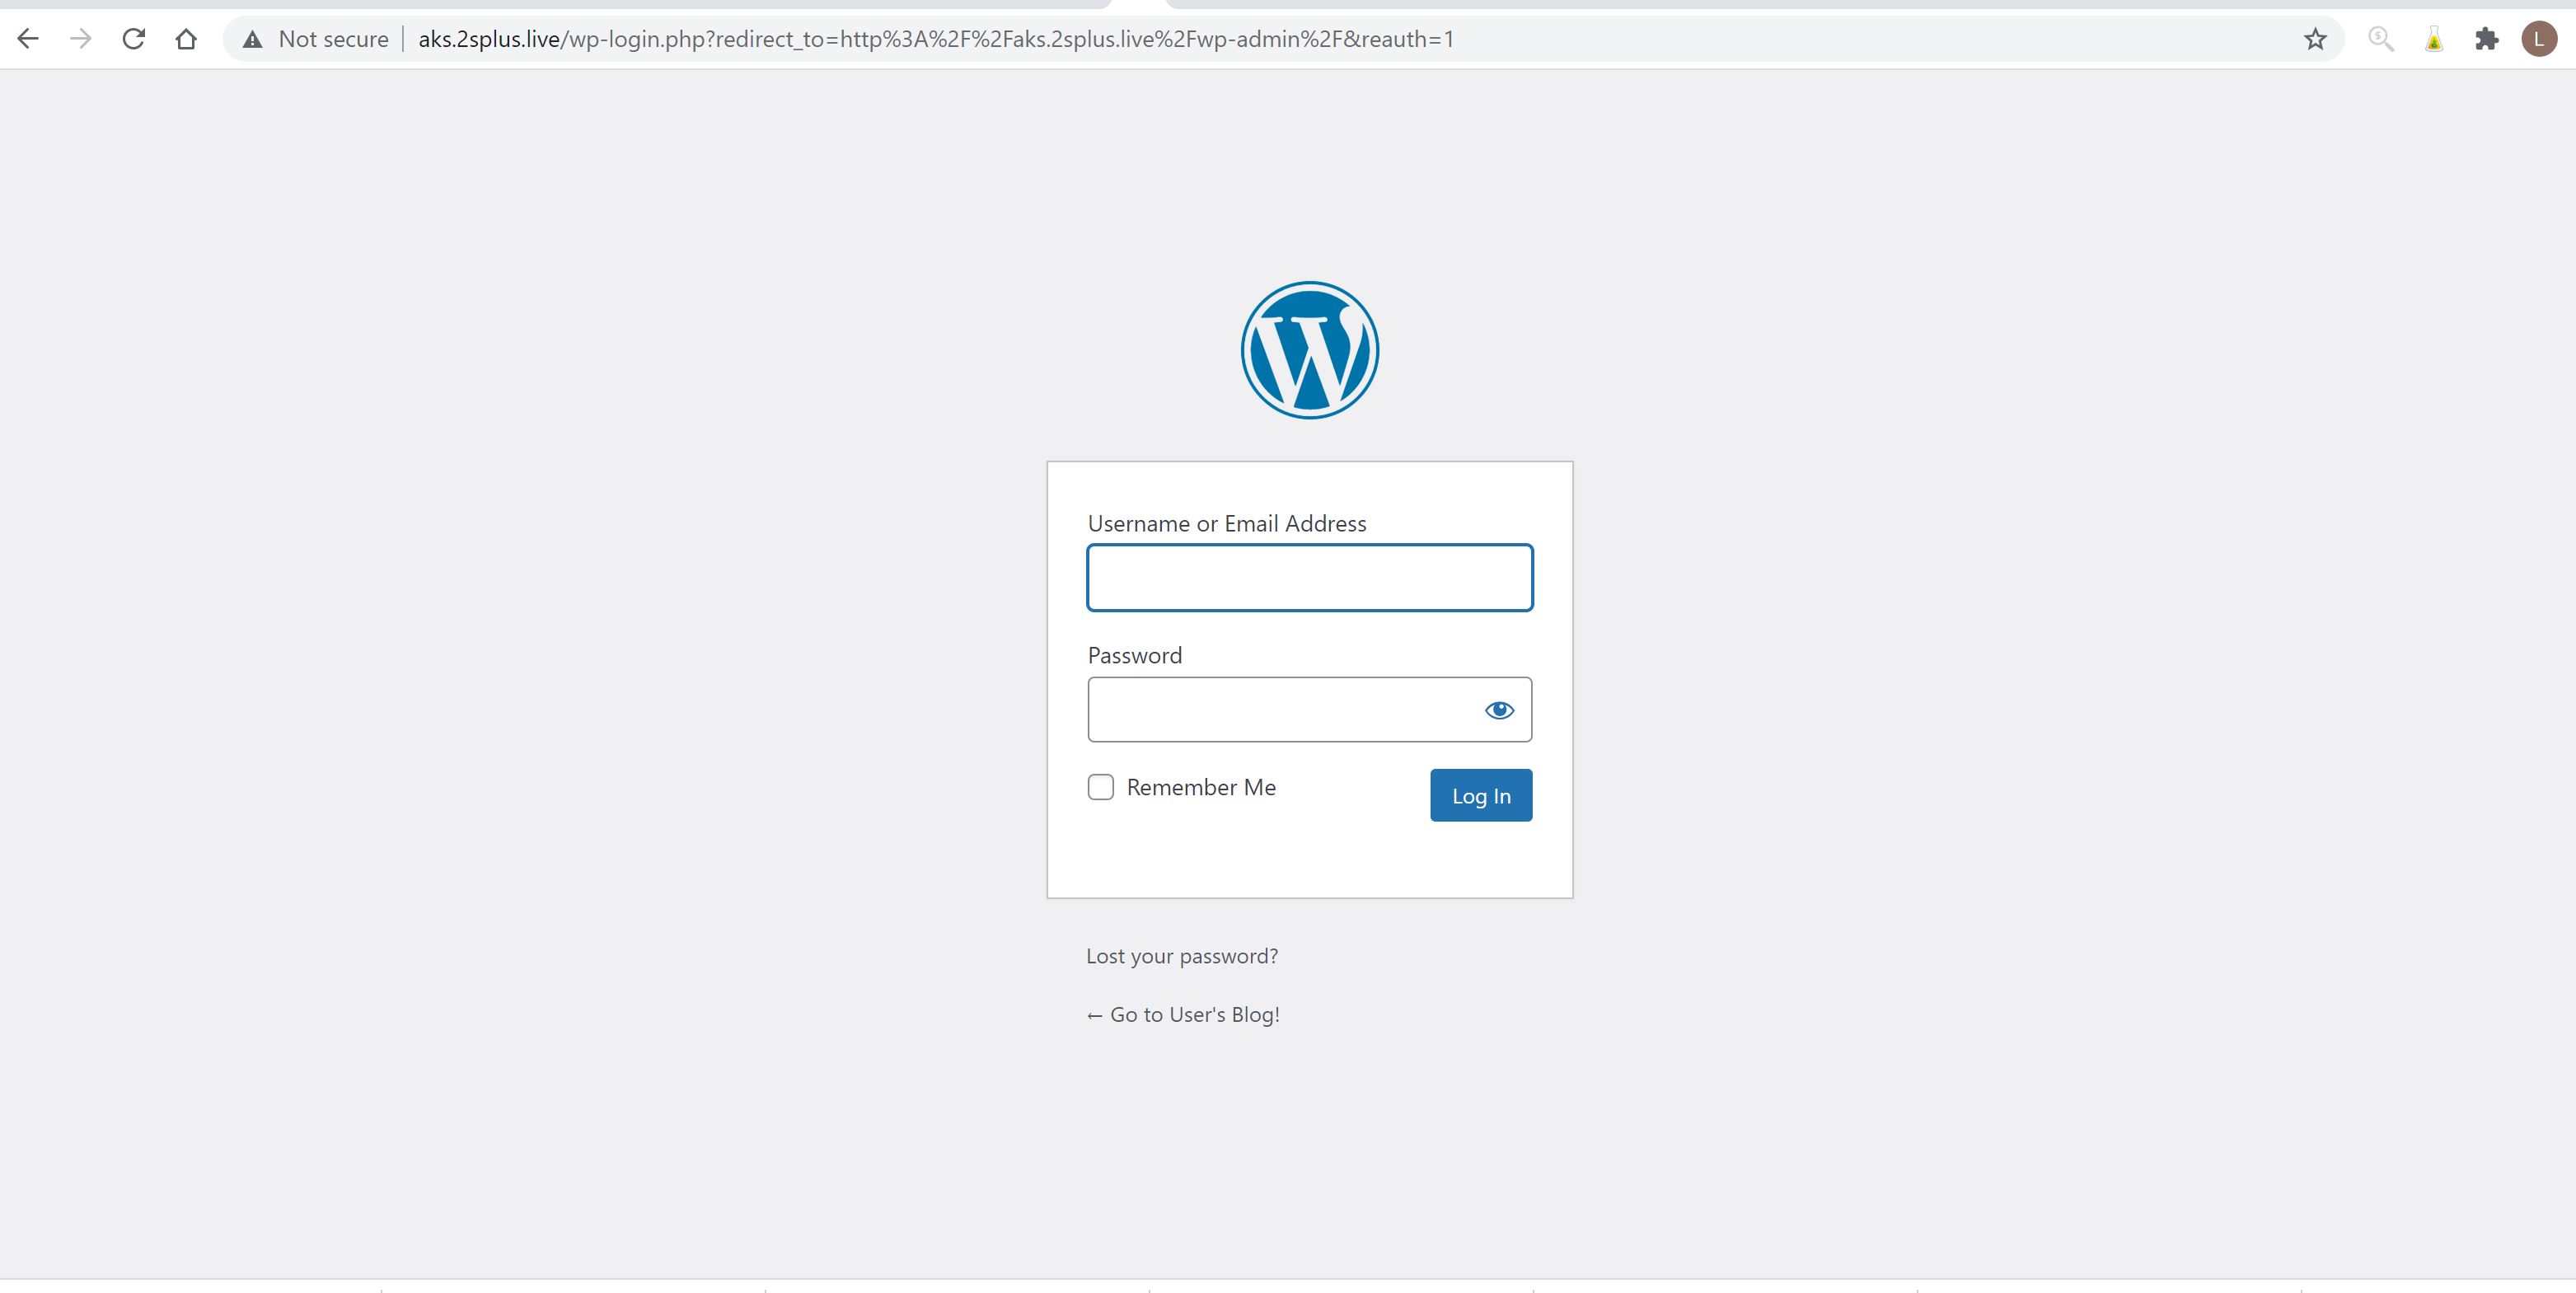 Not secure
aks.2splus.live/wp-login.php?redirect_to=http%3A%2F%2Faks.2splus.live%2Fwp-admin%2F&reauth=1
L
W
Username or Email Address
Password
Remember Me
Log In
Lost your password?
← Go to User's Blog!